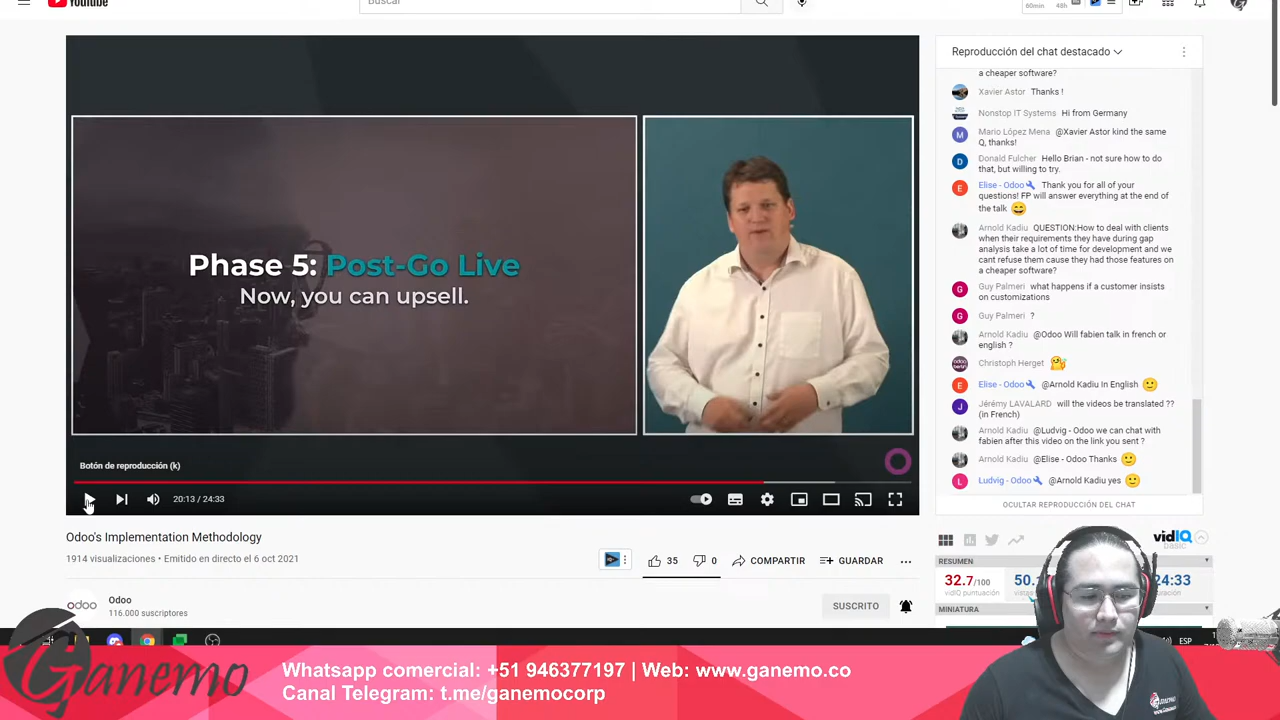 YouTube
Buscar
60min 48h
Reproducción del chat destacado
a cheaper software?
Xavier Astor Thanks !
Nonstop IT Systems Hi from Germany
Mario López Mena @Xavier Astor kind the same
Q, thanks!
Donald Fulcher Hello Brian - not sure how to do
that, but willing to try.
Elise - Odoo Thank you for all of your
questions! FP will answer everything at the end of
the talk
Arnold Kadiu QUESTION:How to deal with clients
when their requirements they have during gap
analysis take a lot of time for development and we
cant refuse them cause they had those features on
a cheaper software?
Guy Palmeri what happens if a customer insists
on customizations
Guy Palmeri ?
Arnold Kadiu @Odoo Will fabien talk in french or
english ?
Christoph Herget
Elise - Odoo @Arnold Kadiu In English
Jérémy LAVALARD will the videos be translated ??
(in French)
Arnold Kadiu @Ludvig - Odoo we can chat with
fabien after this video on the link you sent ?
Arnold Kadiu @Elise - Odoo Thanks
Ludvig - Odoo @Arnold Kadiu yes
OCULTAR REPRODUCCIÓN DEL CHAT
Phase 5: Post-Go Live
Now, you can upsell.
Botón de reproducción (k)
20:13 / 24:33
Odoo's Implementation Methodology
1914 visualizaciones • Emitido en directo el 6 oct 2021
35
0
COMPARTIR
GUARDAR
odoo
Odoo
116.000 suscriptores
SUSCRITO
vidIQ
basic
RESUMEN
32.7/100
vidIQ puntuación
50.
24:33
MINIATURA
ESP
Ganemo
Whatsapp comercial: +51 946377197 | Web: www.ganemo.co
Canal Telegram: t.me/ganemocorp